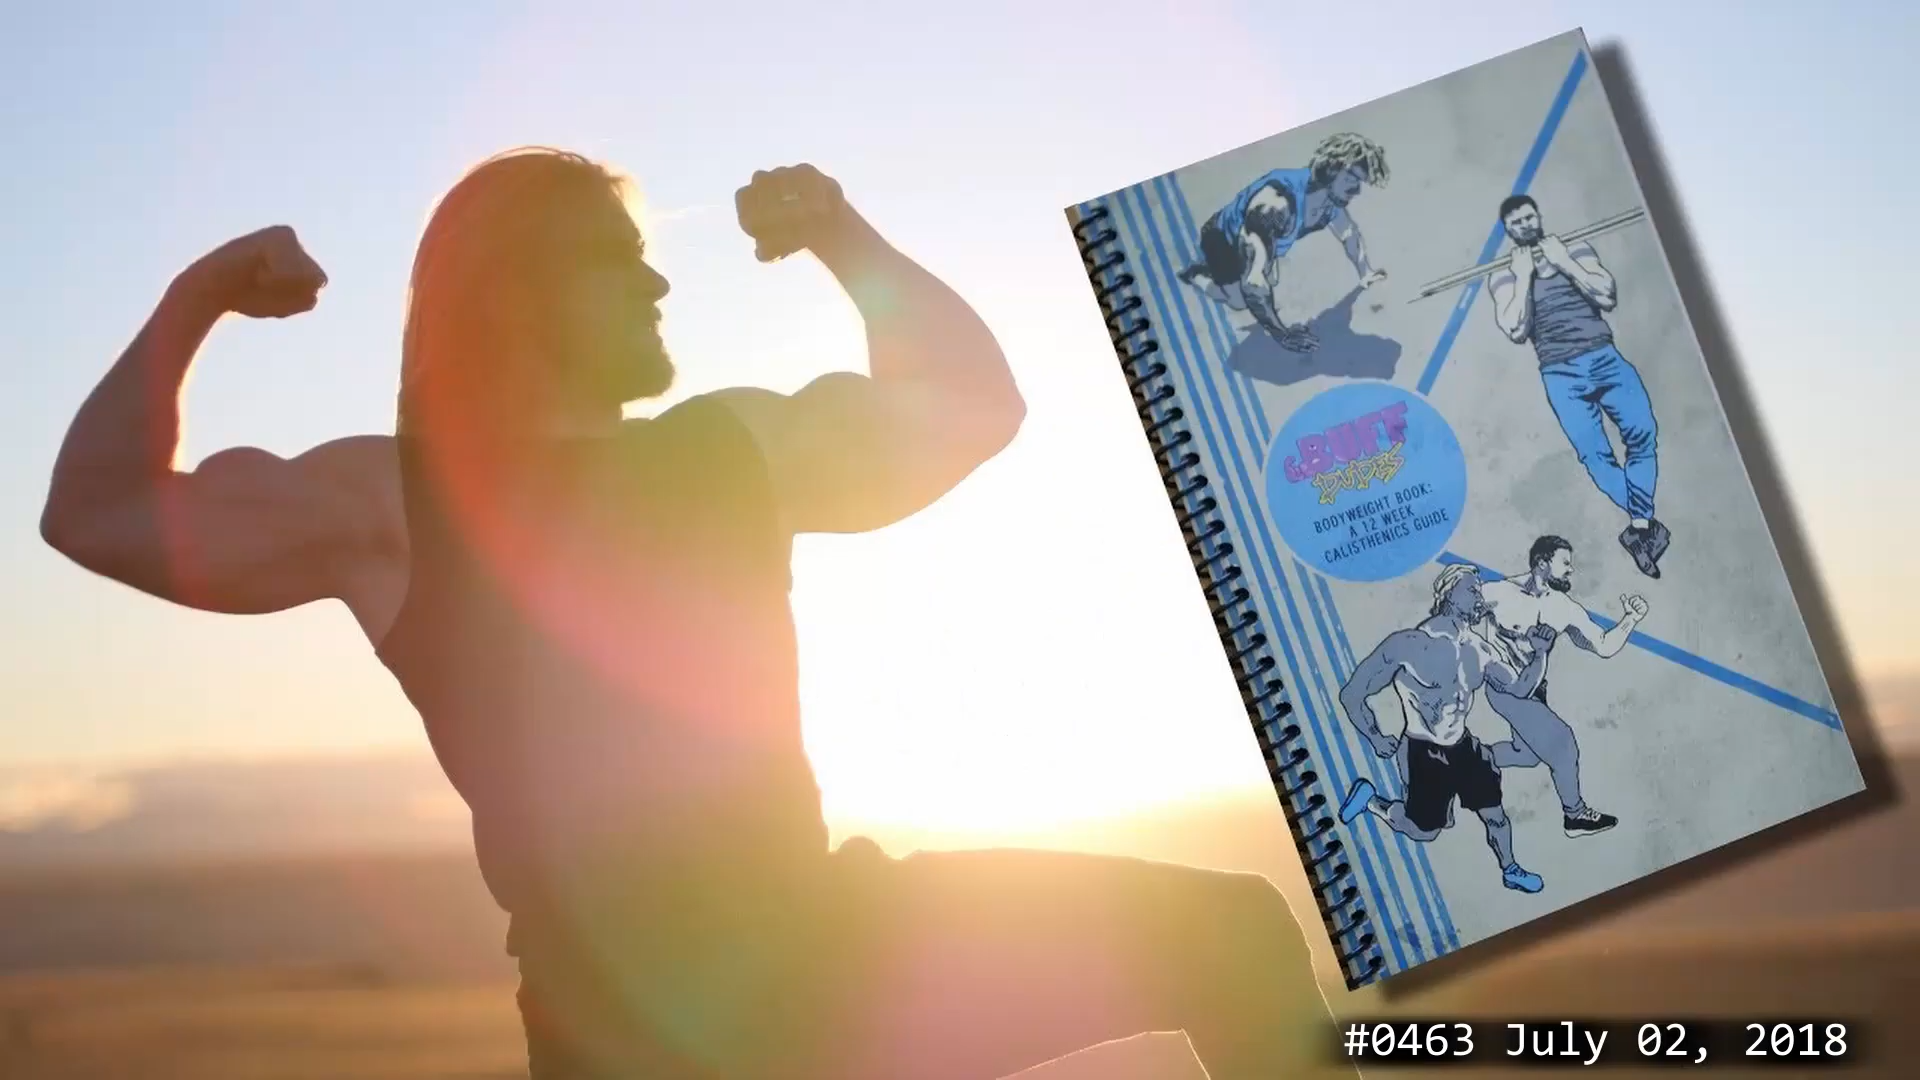 BUFF
DUDES
BODYWEIGHT BOOK:
A 12 WEEK
CALISTHENICS GUIDE
#0463 July 02, 2018